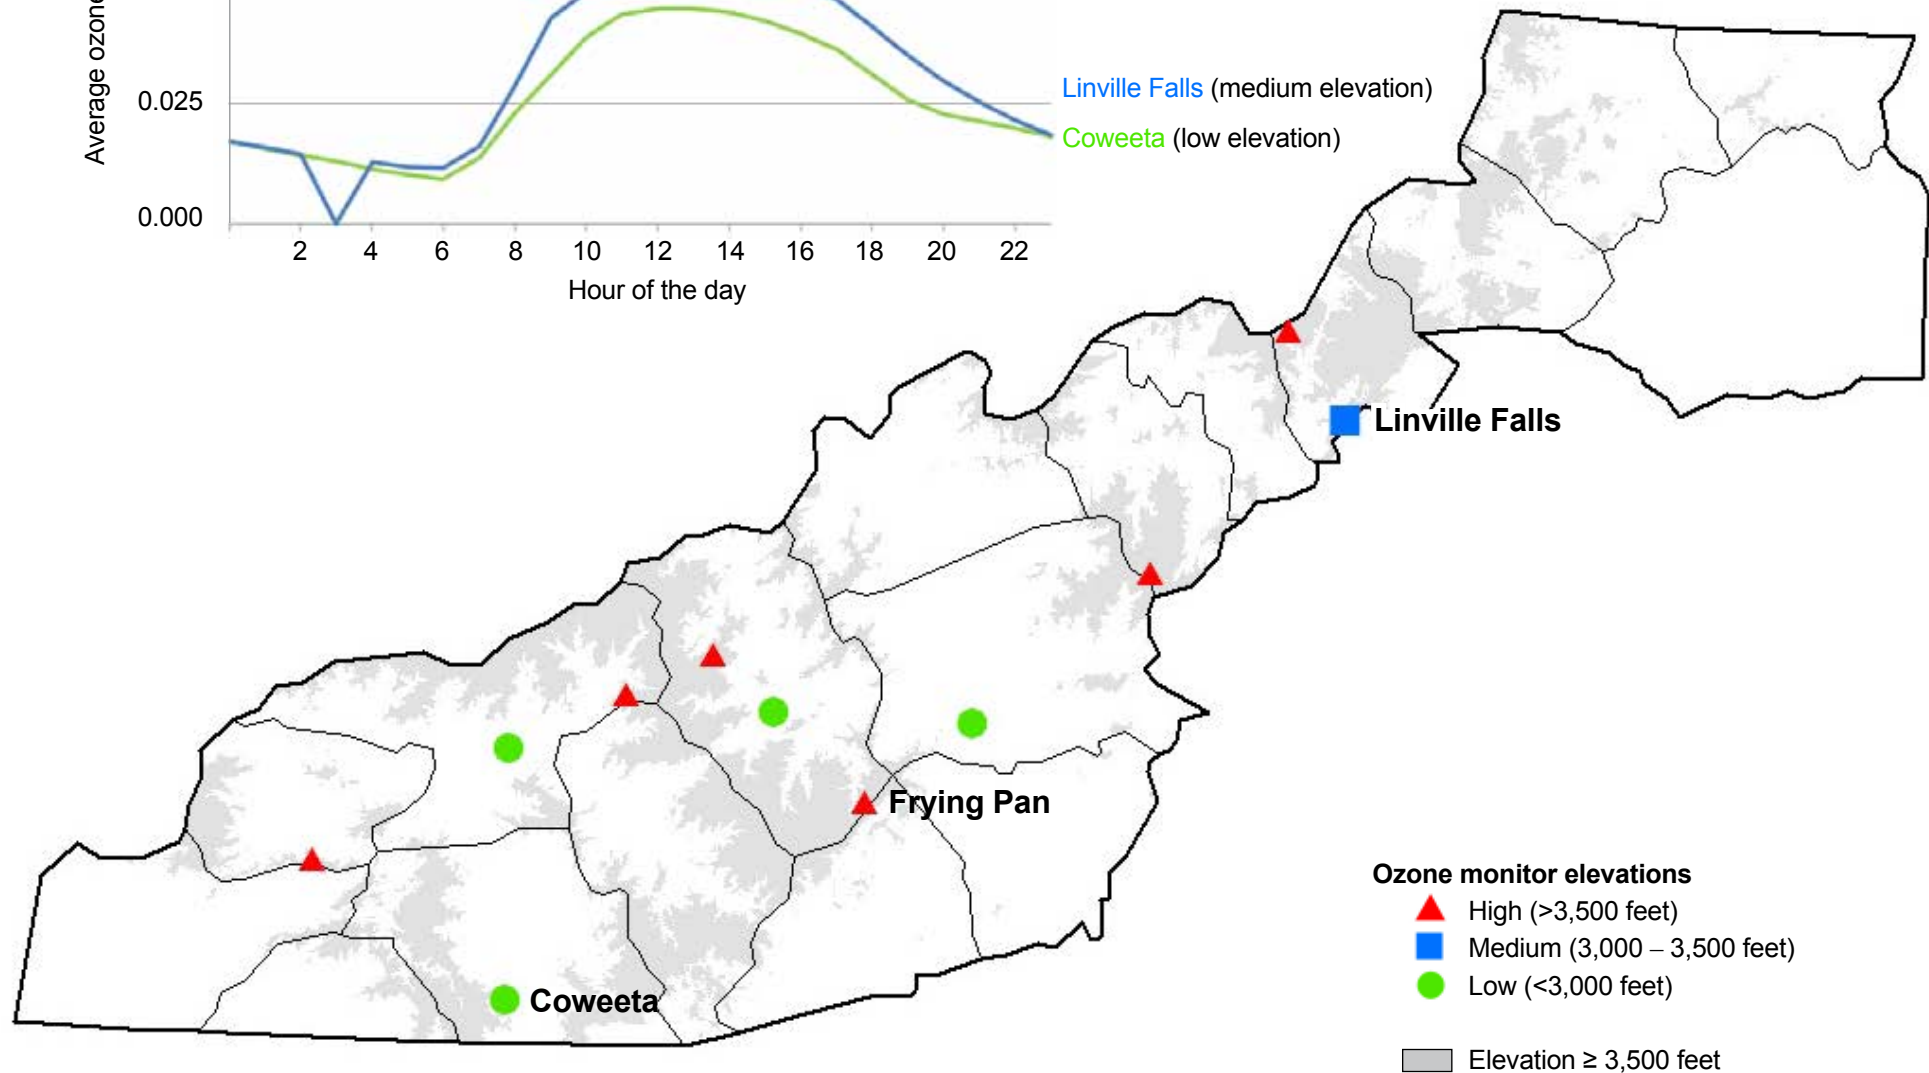 Average ozone
0.025
0.000
2 4 6 8 10 12 14 16 18 20 22
Hour of the day
Linville Falls (medium elevation)
Coweeta (low elevation)
Linville Falls
Frying Pan
Coweeta
Ozone monitor elevations
High (>3,500 feet)
Medium (3,000 – 3,500 feet)
Low (<3,000 feet)
Elevation ≥ 3,500 feet